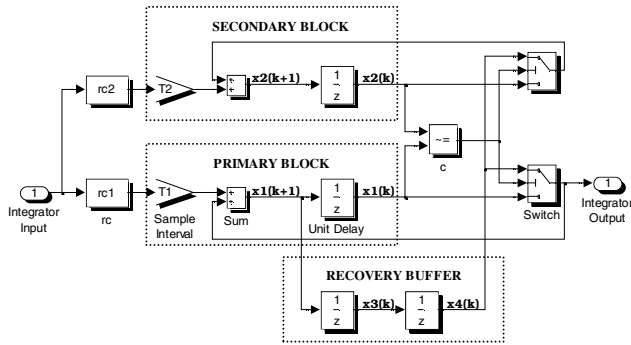 SECONDARY BLOCK
rc2
T2
+
+
x2(k+1)
1
z
x2(k)
~=
c
PRIMARY BLOCK
1
Integrator
Input
rc1
rc
T1
Sample
Interval
+
+
Sum
x1(k+1)
1
z
Unit Delay
x1(k)
Switch
1
Integrator
Output
RECOVERY BUFFER
1
z
x3(k)
1
z
x4(k)